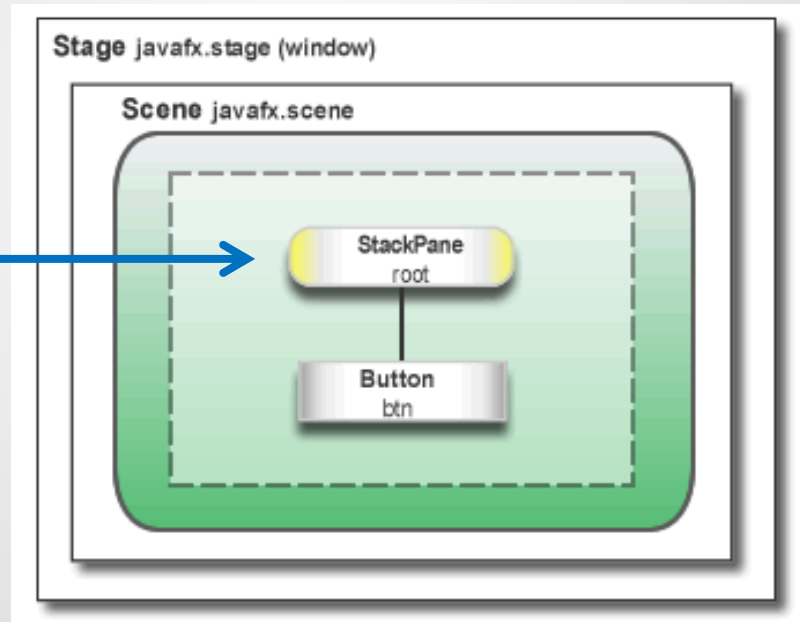 Stage javafx.stage (window)
Scene javafx.scene
StackPane
root
Button
btn